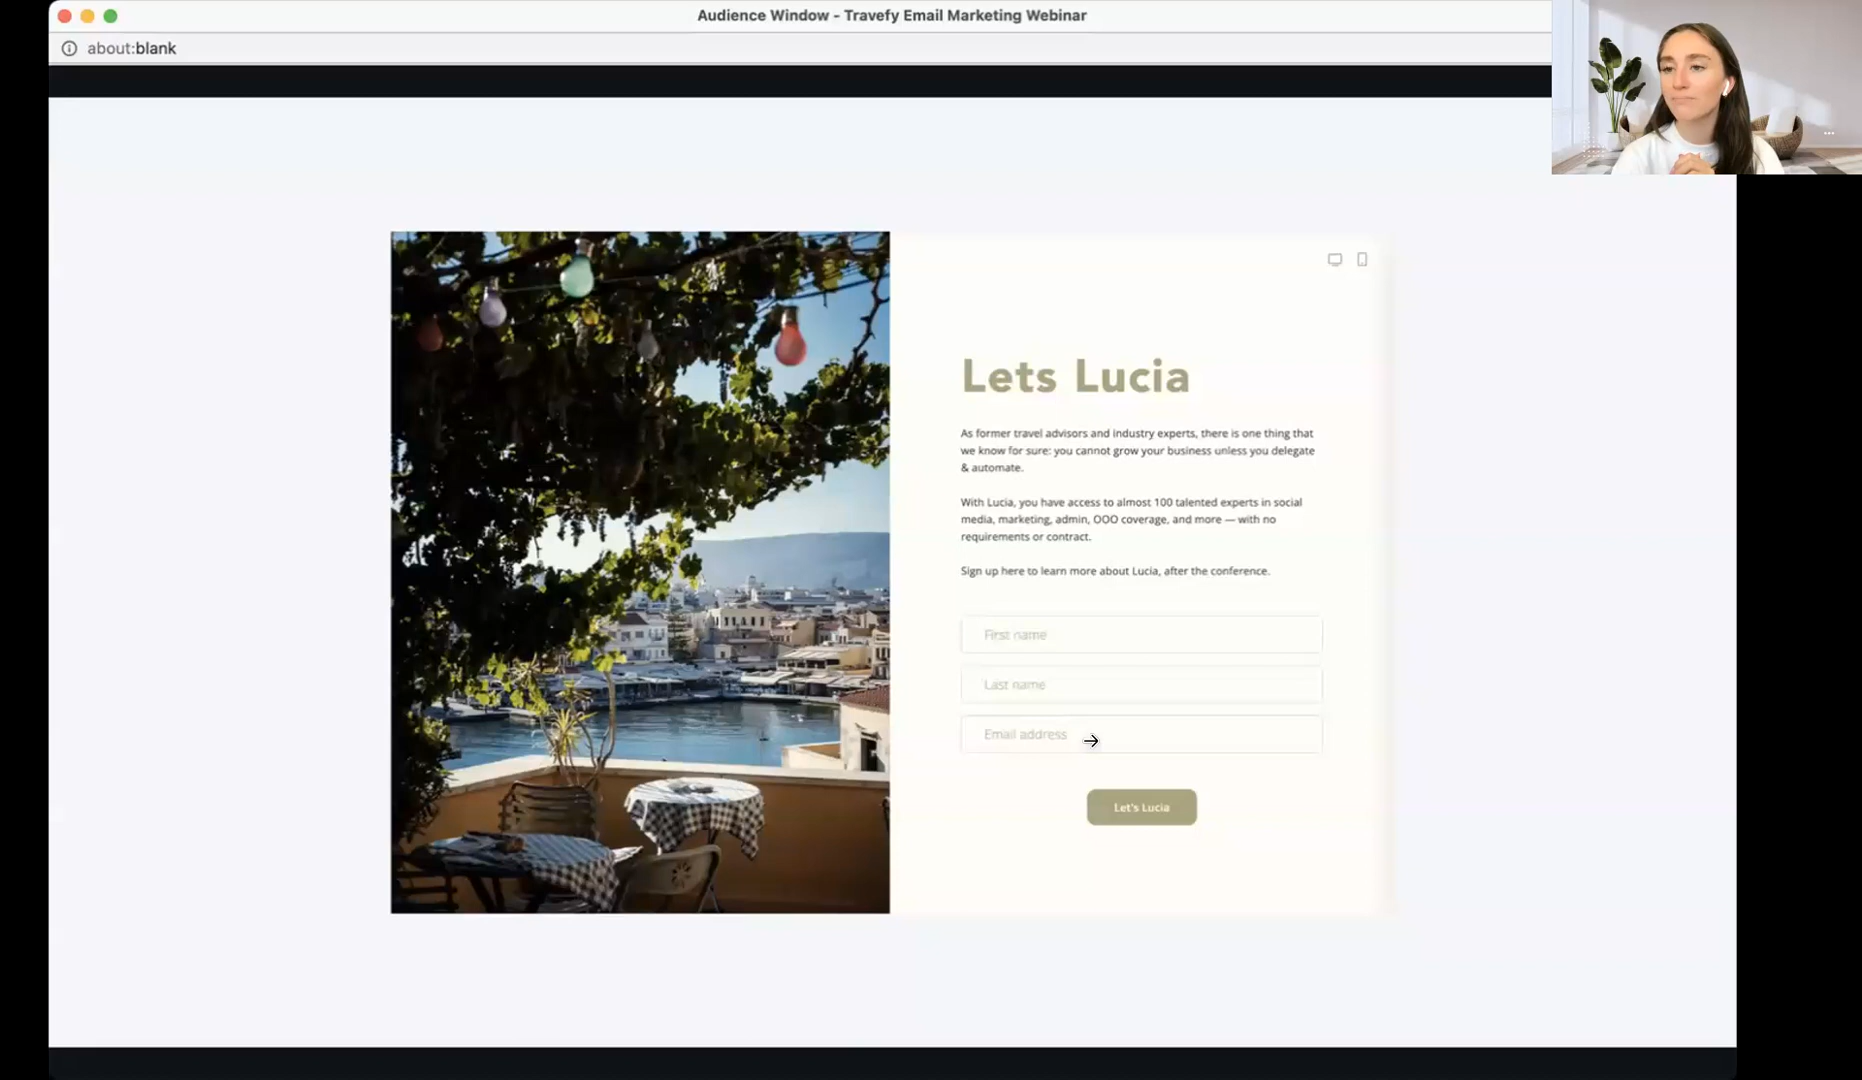 Audience Window - Travefy Email Marketing Webinar
about:blank
Lets Lucia
As former travel advisors and industry experts, there is one thing that
we know for sure: you cannot grow your business unless you delegate
& automate.
With Lucia, you have access to almost 100 talented experts in social
media, marketing, admin, OOO coverage, and more — with no
requirements or contract.
Sign up here to learn more about Lucia, after the conference.
First name
Last name
Email address
Let's Lucia